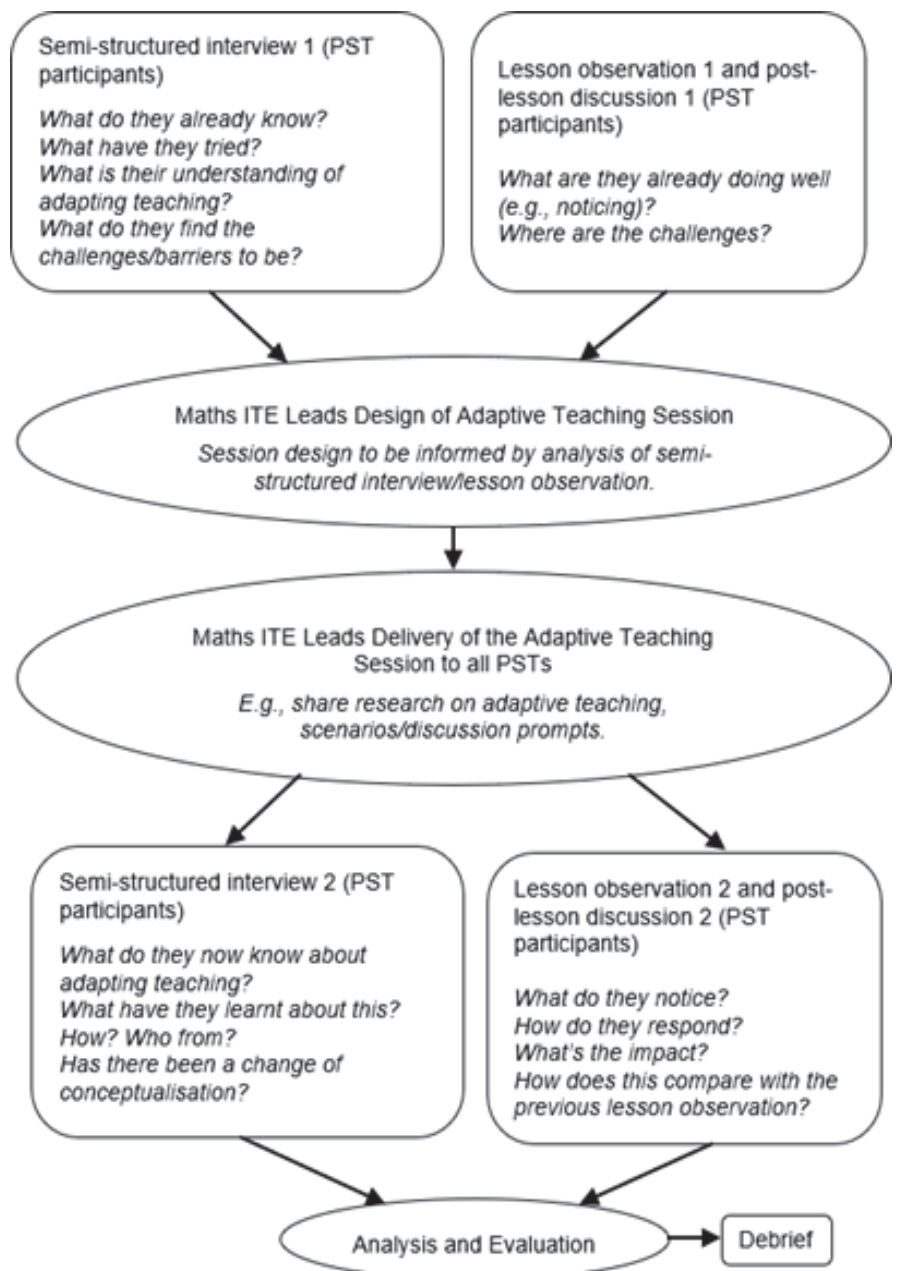 Semi-structured interview 1 (PST
participants)
What do they already know?
What have they tried?
What is their understanding of
adapting teaching?
What do they find the
challenges/barriers to be?
Lesson observation 1 and post-
lesson discussion 1 (PST
participants)
What are they already doing well
(e.g., noticing)?
Where are the challenges?
Maths ITE Leads Design of Adaptive Teaching Session
Session design to be informed by analysis of semi-
structured interview/lesson observation.
Maths ITE Leads Delivery of the Adaptive Teaching
Session to all PSTs
E.g., share research on adaptive teaching,
scenarios/discussion prompts.
Semi-structured interview 2 (PST
participants)
What do they now know about
adapting teaching?
What have they learnt about this?
How? Who from?
Has there been a change of
conceptualisation?
Lesson observation 2 and post-
lesson discussion 2 (PST
participants)
What do they notice?
How do they respond?
What's the impact?
How does this compare with the
previous lesson observation?
Analysis and Evaluation
Debrief